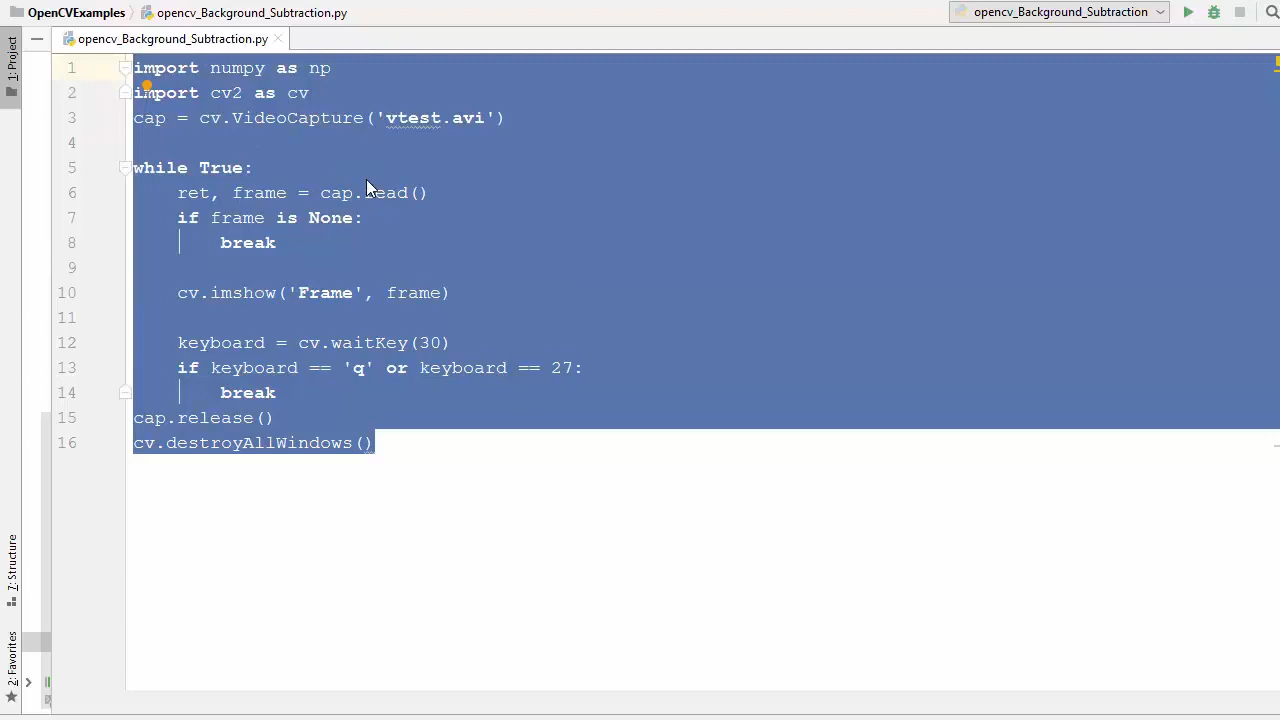 OpenCVExamples opencv_Background_Subtraction.py opencv_Background_Subtraction
opencv_Background_Subtraction.py
1: Project
7: Structure
2: Favorites
1 import numpy as np
2 import cv2 as cv
3 cap = cv.VideoCapture('vtest.avi')
4
5 while True:
6 ret, frame = cap.read()
7 if frame is None:
8 break
9
10 cv.imshow('Frame', frame)
11
12 keyboard = cv.waitKey(30)
13 if keyboard == 'q' or keyboard == 27:
14 break
15 cap.release()
16 cv.destroyAllWindows()